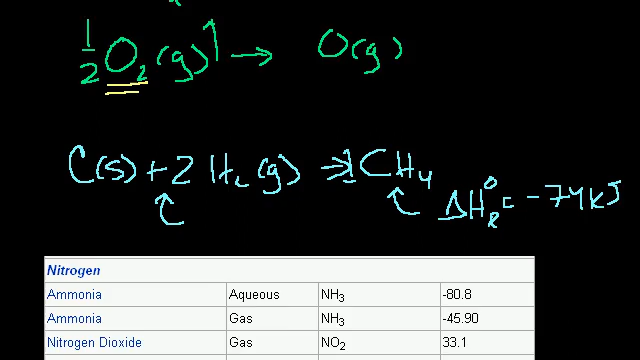 ½ O₂ (g) → O(g)
C(s) + 2 H₂ (g) → 1 CH₄
ΔH°R = -74 kJ
Nitrogen
Ammonia Aqueous NH₃ -80.8
Ammonia Gas NH₃ -45.90
Nitrogen Dioxide Gas NO₂ 33.1